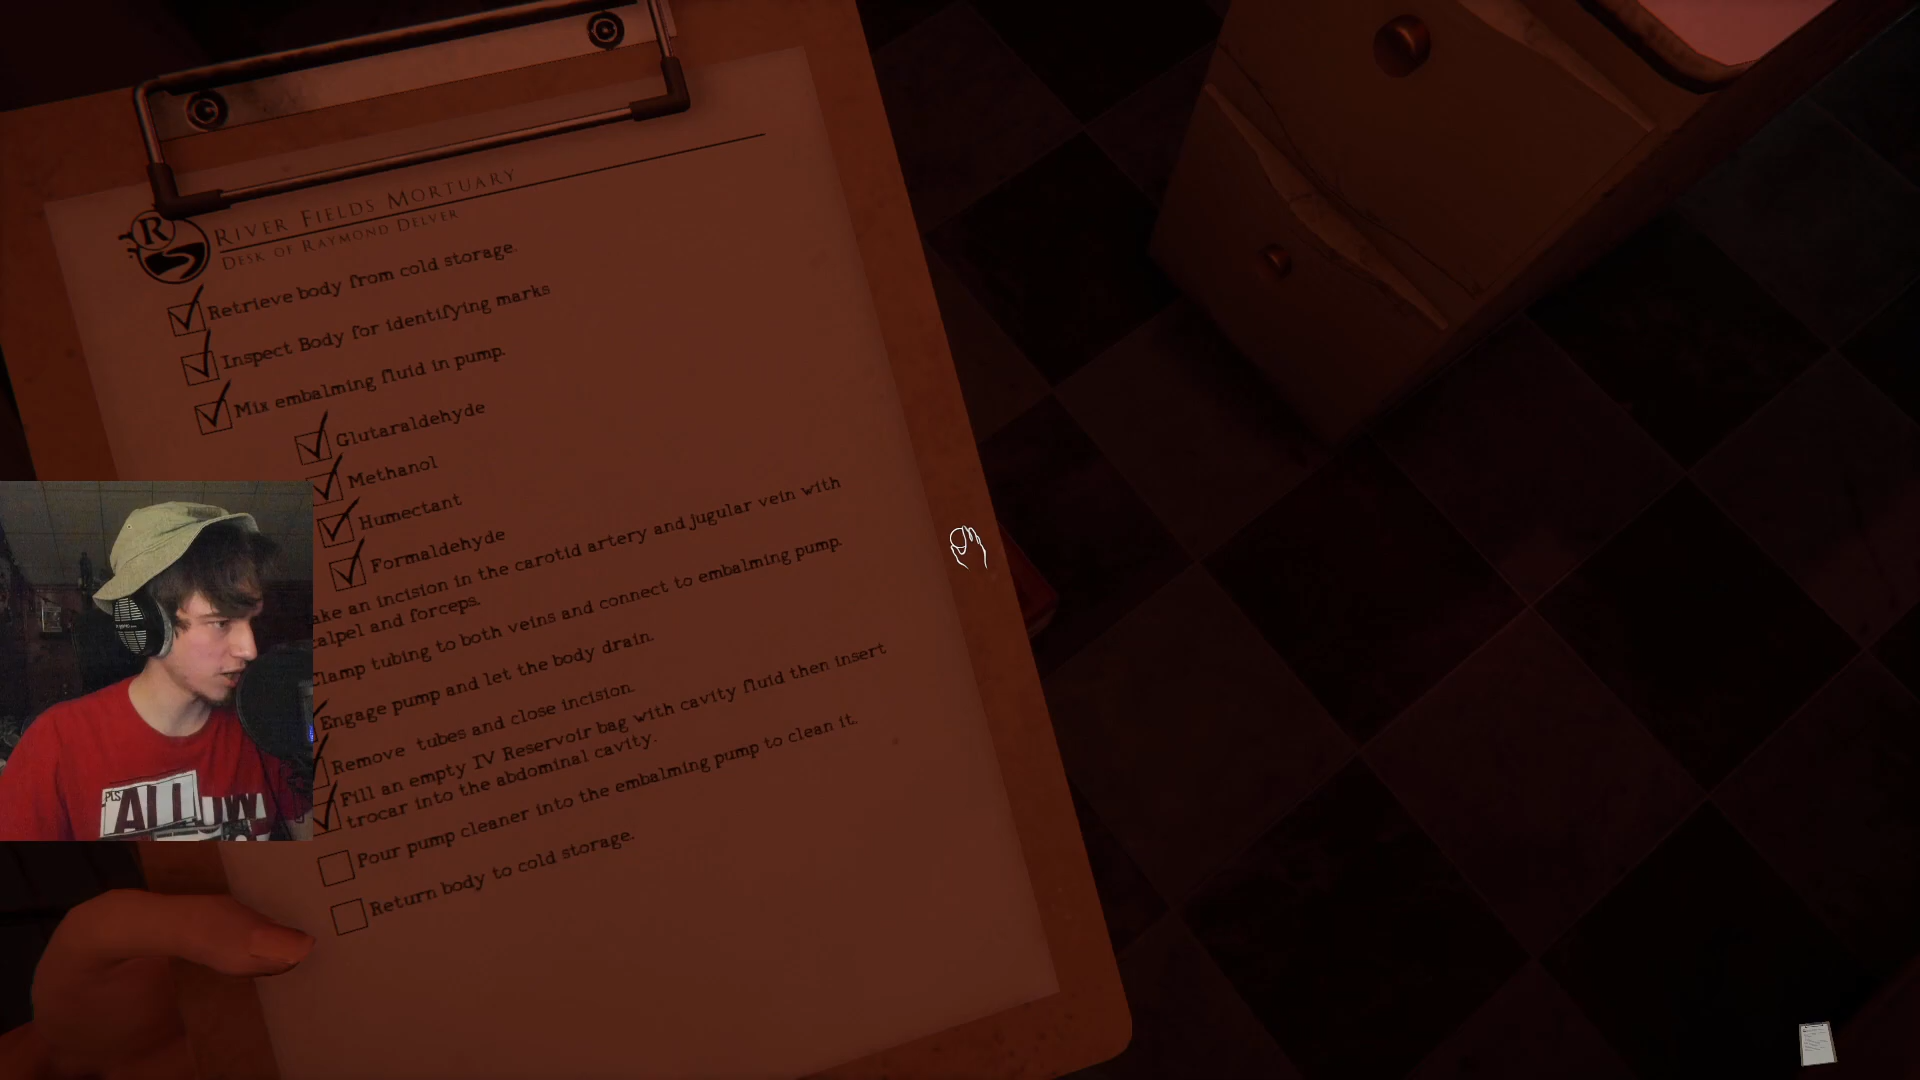 RIVER FIELDS MORTUARY
DESK OF RAYMOND DELVER
R
Retrieve body from cold storage.
Inspect Body for identifying marks
Mix embalming fluid in pump.
Glutaraldehyde
Methanol
Humectant
Formaldehyde
ake an incision in the carotid artery and jugular vein with
alpel and forceps.
Clamp tubing to both veins and connect to embalming pump.
Engage pump and let the body drain.
Remove tubes and close incision.
Fill an empty IV Reservoir bag with cavity fluid then insert
trocar into the abdominal cavity.
Pour pump cleaner into the embalming pump to clean it.
Return body to cold storage.
PLS
ALLOW